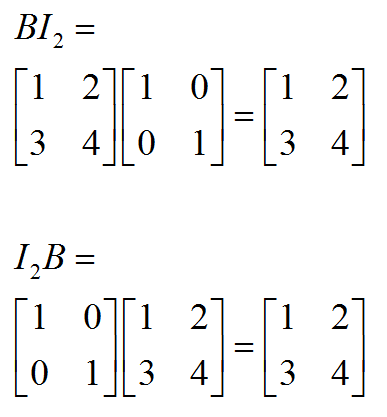 BI₂ =
[1 2] [1 0] = [1 2]
[3 4] [0 1] [3 4]
I₂B =
[1 0] [1 2] = [1 2]
[0 1] [3 4] [3 4]